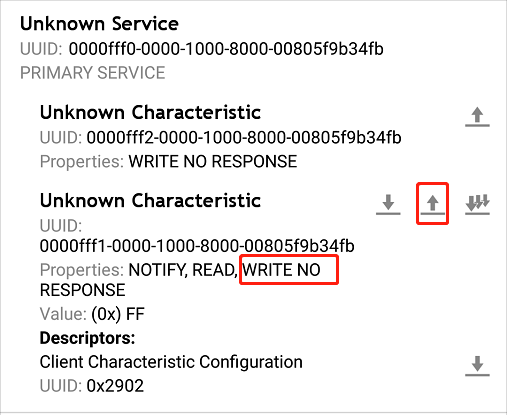 Unknown Service
UUID: 0000fff0-0000-1000-8000-00805f9b34fb
PRIMARY SERVICE
Unknown Characteristic
UUID: 0000fff2-0000-1000-8000-00805f9b34fb
Properties: WRITE NO RESPONSE
Unknown Characteristic
UUID:
0000fff1-0000-1000-8000-00805f9b34fb
Properties: NOTIFY, READ, WRITE NO
RESPONSE
Value: (0x) FF
Descriptors:
Client Characteristic Configuration
UUID: 0x2902